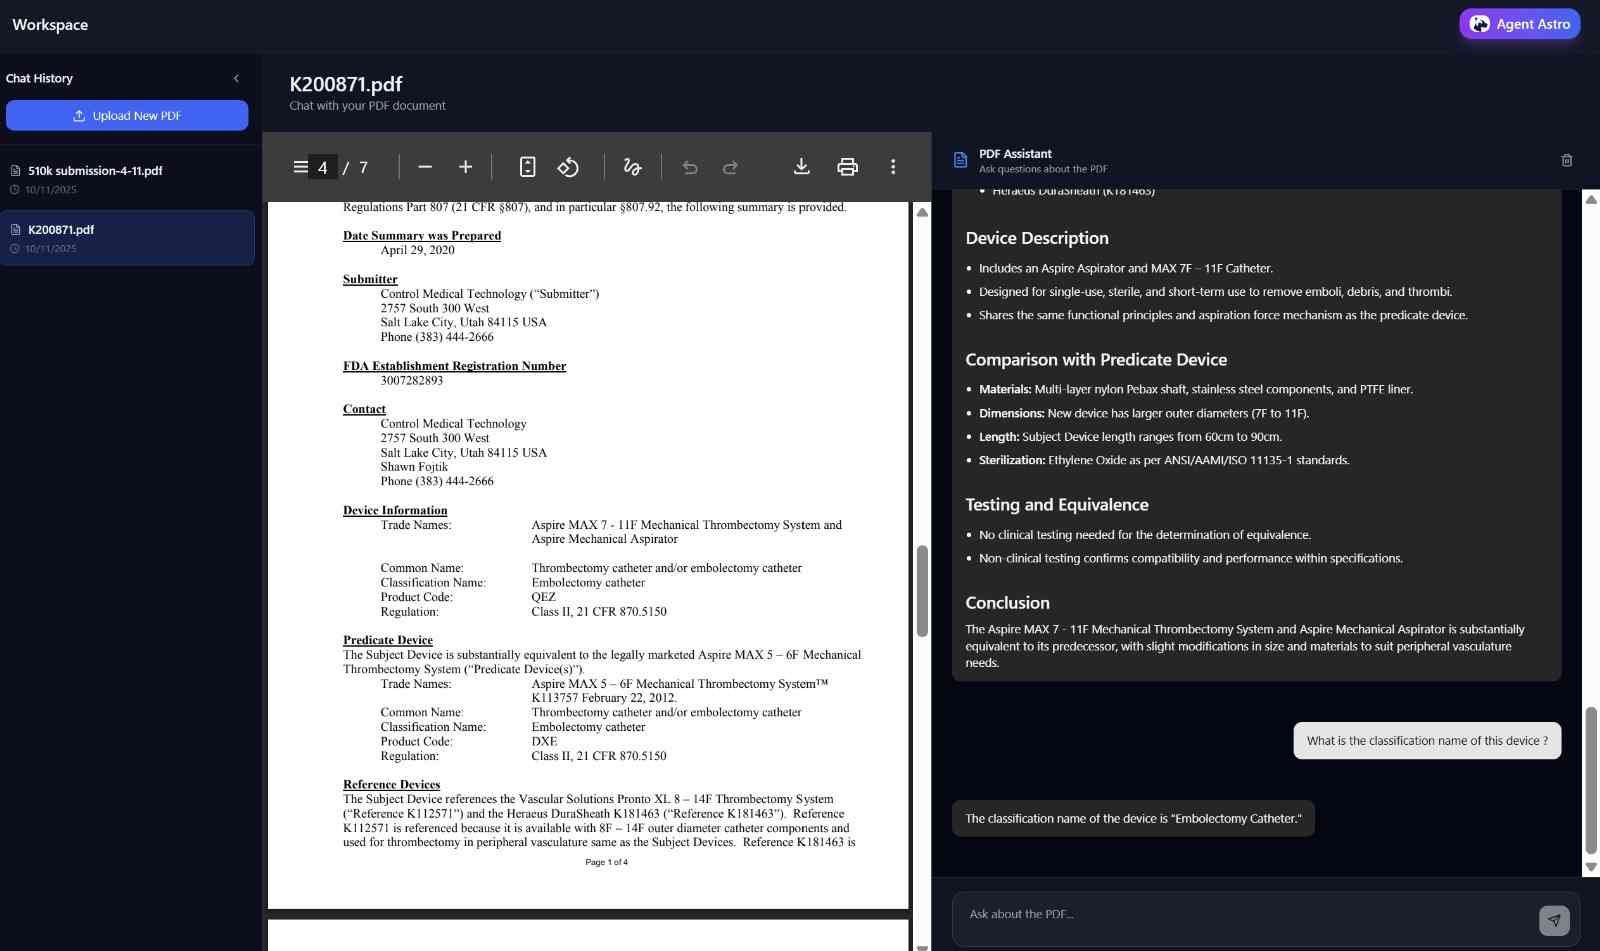 Workspace
Agent Astro
Chat History
Upload New PDF
510k submission-4-11.pdf
10/11/2025
K200871.pdf
10/11/2025
K200871.pdf
Chat with your PDF document
4 / 7
Regulations Part 807 (21 CFR §807), and in particular §807.92, the following summary is provided.
Date Summary was Prepared
April 29, 2020
Submitter
Control Medical Technology (“Submitter”)
2757 South 300 West
Salt Lake City, Utah 84115 USA
Phone (383) 444-2666
FDA Establishment Registration Number
3007282893
Contact
Control Medical Technology
2757 South 300 West
Salt Lake City, Utah 84115 USA
Shawn Fojtik
Phone (383) 444-2666
Device Information
Trade Names: Aspire MAX 7 - 11F Mechanical Thrombectomy System and
Aspire Mechanical Aspirator
Common Name: Thrombectomy catheter and/or embolectomy catheter
Classification Name: Embolectomy catheter
Product Code: QEZ
Regulation: Class II, 21 CFR 870.5150
Predicate Device
The Subject Device is substantially equivalent to the legally marketed Aspire MAX 5 – 6F Mechanical
Thrombectomy System (“Predicate Device(s)”).
Trade Names: Aspire MAX 5 – 6F Mechanical Thrombectomy System™
K113757 February 22, 2012.
Common Name: Thrombectomy catheter and/or embolectomy catheter
Classification Name: Embolectomy catheter
Product Code: DXE
Regulation: Class II, 21 CFR 870.5150
Reference Devices
The Subject Device references the Vascular Solutions Pronto XL 8 – 14F Thrombectomy System
(“Reference K112571”) and the Heraeus DuraSheath K181463 (“Reference K181463”). Reference
K112571 is referenced because it is available with 8F – 14F outer diameter catheter components and
used for thrombectomy in peripheral vasculature same as the Subject Devices. Reference K181463 is
Page 1 of 4
PDF Assistant
Ask questions about the PDF
• Heraeus DuraSheath (K181463)
Device Description
• Includes an Aspire Aspirator and MAX 7F – 11F Catheter.
• Designed for single-use, sterile, and short-term use to remove emboli, debris, and thrombi.
• Shares the same functional principles and aspiration force mechanism as the predicate device.
Comparison with Predicate Device
• Materials: Multi-layer nylon Pebax shaft, stainless steel components, and PTFE liner.
• Dimensions: New device has larger outer diameters (7F to 11F).
• Length: Subject Device length ranges from 60cm to 90cm.
• Sterilization: Ethylene Oxide as per ANSI/AAMI/ISO 11135-1 standards.
Testing and Equivalence
• No clinical testing needed for the determination of equivalence.
• Non-clinical testing confirms compatibility and performance within specifications.
Conclusion
The Aspire MAX 7 - 11F Mechanical Thrombectomy System and Aspire Mechanical Aspirator is substantially
equivalent to its predecessor, with slight modifications in size and materials to suit peripheral vasculature
needs.
What is the classification name of this device ?
The classification name of the device is "Embolectomy Catheter."
Ask about the PDF...